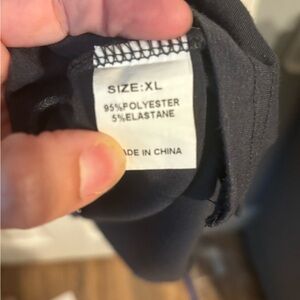 SIZE:XL
95%POLYESTER
5%ELASTANE
ADE IN CHINA